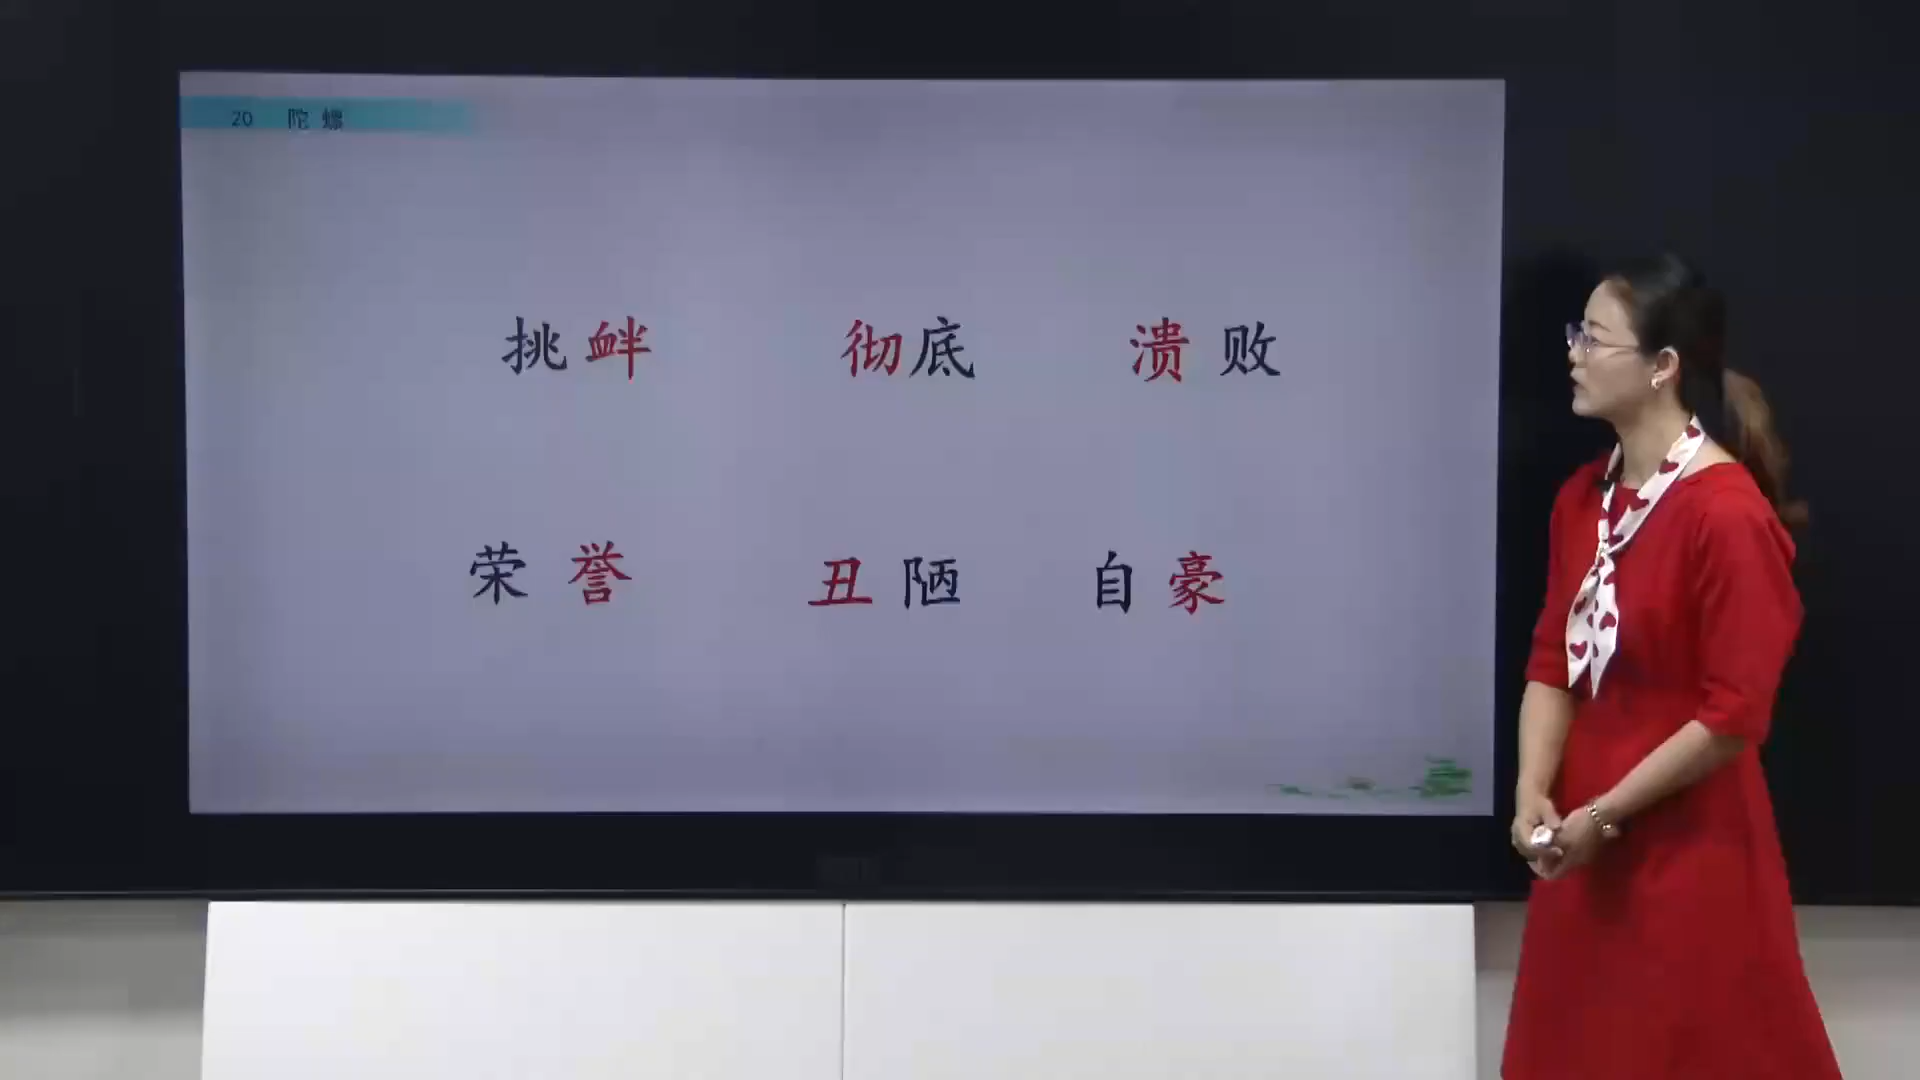 20 陀螺
挑衅 彻底 溃败
荣誉 丑陋 自豪